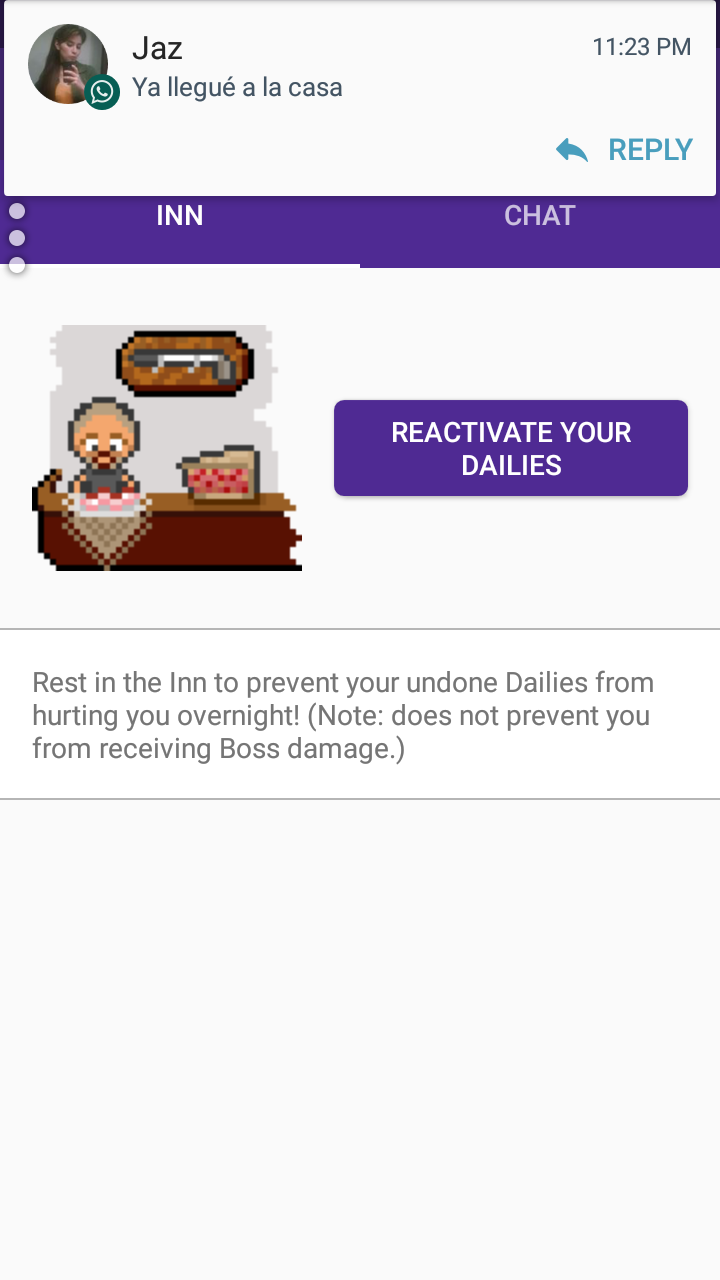 Jaz
11:23 PM
Ya llegué a la casa
REPLY
INN
CHAT
REACTIVATE YOUR
DAILIES
Rest in the Inn to prevent your undone Dailies from
hurting you overnight! (Note: does not prevent you
from receiving Boss damage.)